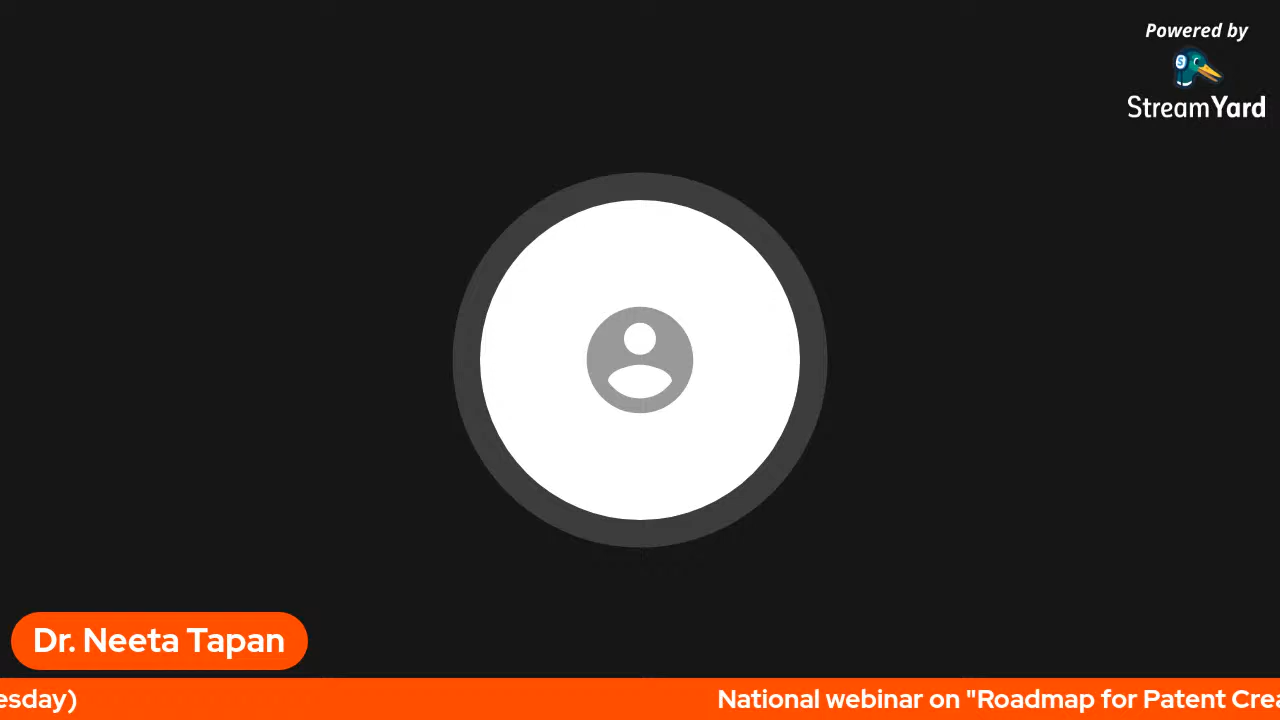 Powered by
S
StreamYard
Dr. Neeta Tapan
esday)
National webinar on "Roadmap for Patent Crea